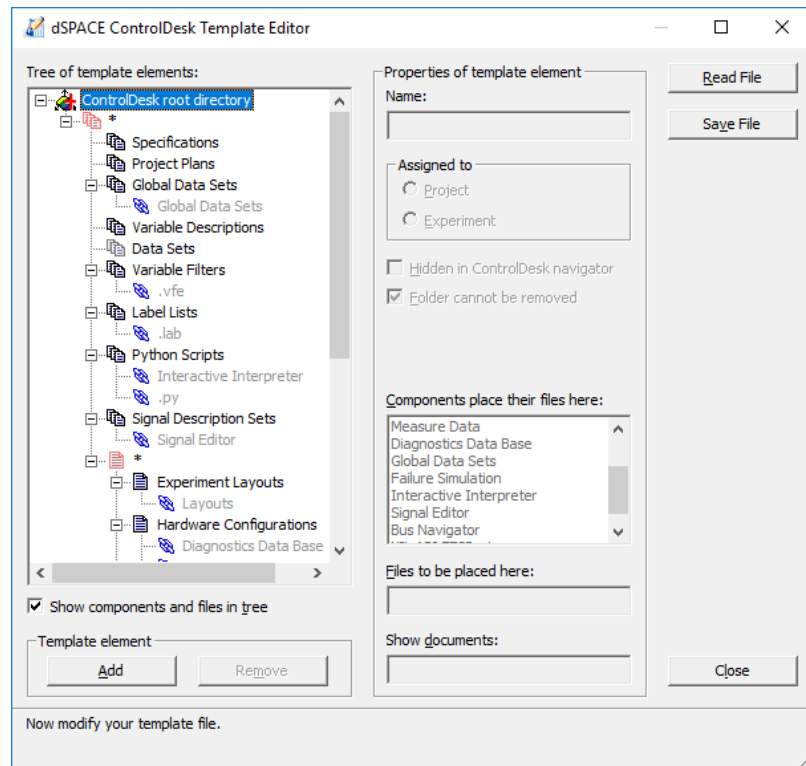 dSPACE ControlDesk Template Editor
Tree of template elements:
ControlDesk root directory
*
Specifications
Project Plans
Global Data Sets
Global Data Sets
Variable Descriptions
Data Sets
Variable Filters
.vfe
Label Lists
.lab
Python Scripts
Interactive Interpreter
.py
Signal Description Sets
Signal Editor
*
Experiment Layouts
Layouts
Hardware Configurations
Diagnostics Data Base
Show components and files in tree
Template element
Add
Remove
Properties of template element
Name:
Assigned to
Project
Experiment
Hidden in ControlDesk navigator
Folder cannot be removed
Components place their files here:
Measure Data
Diagnostics Data Base
Global Data Sets
Failure Simulation
Interactive Interpreter
Signal Editor
Bus Navigator
Files to be placed here:
Show documents:
Read File
Save File
Close
Now modify your template file.